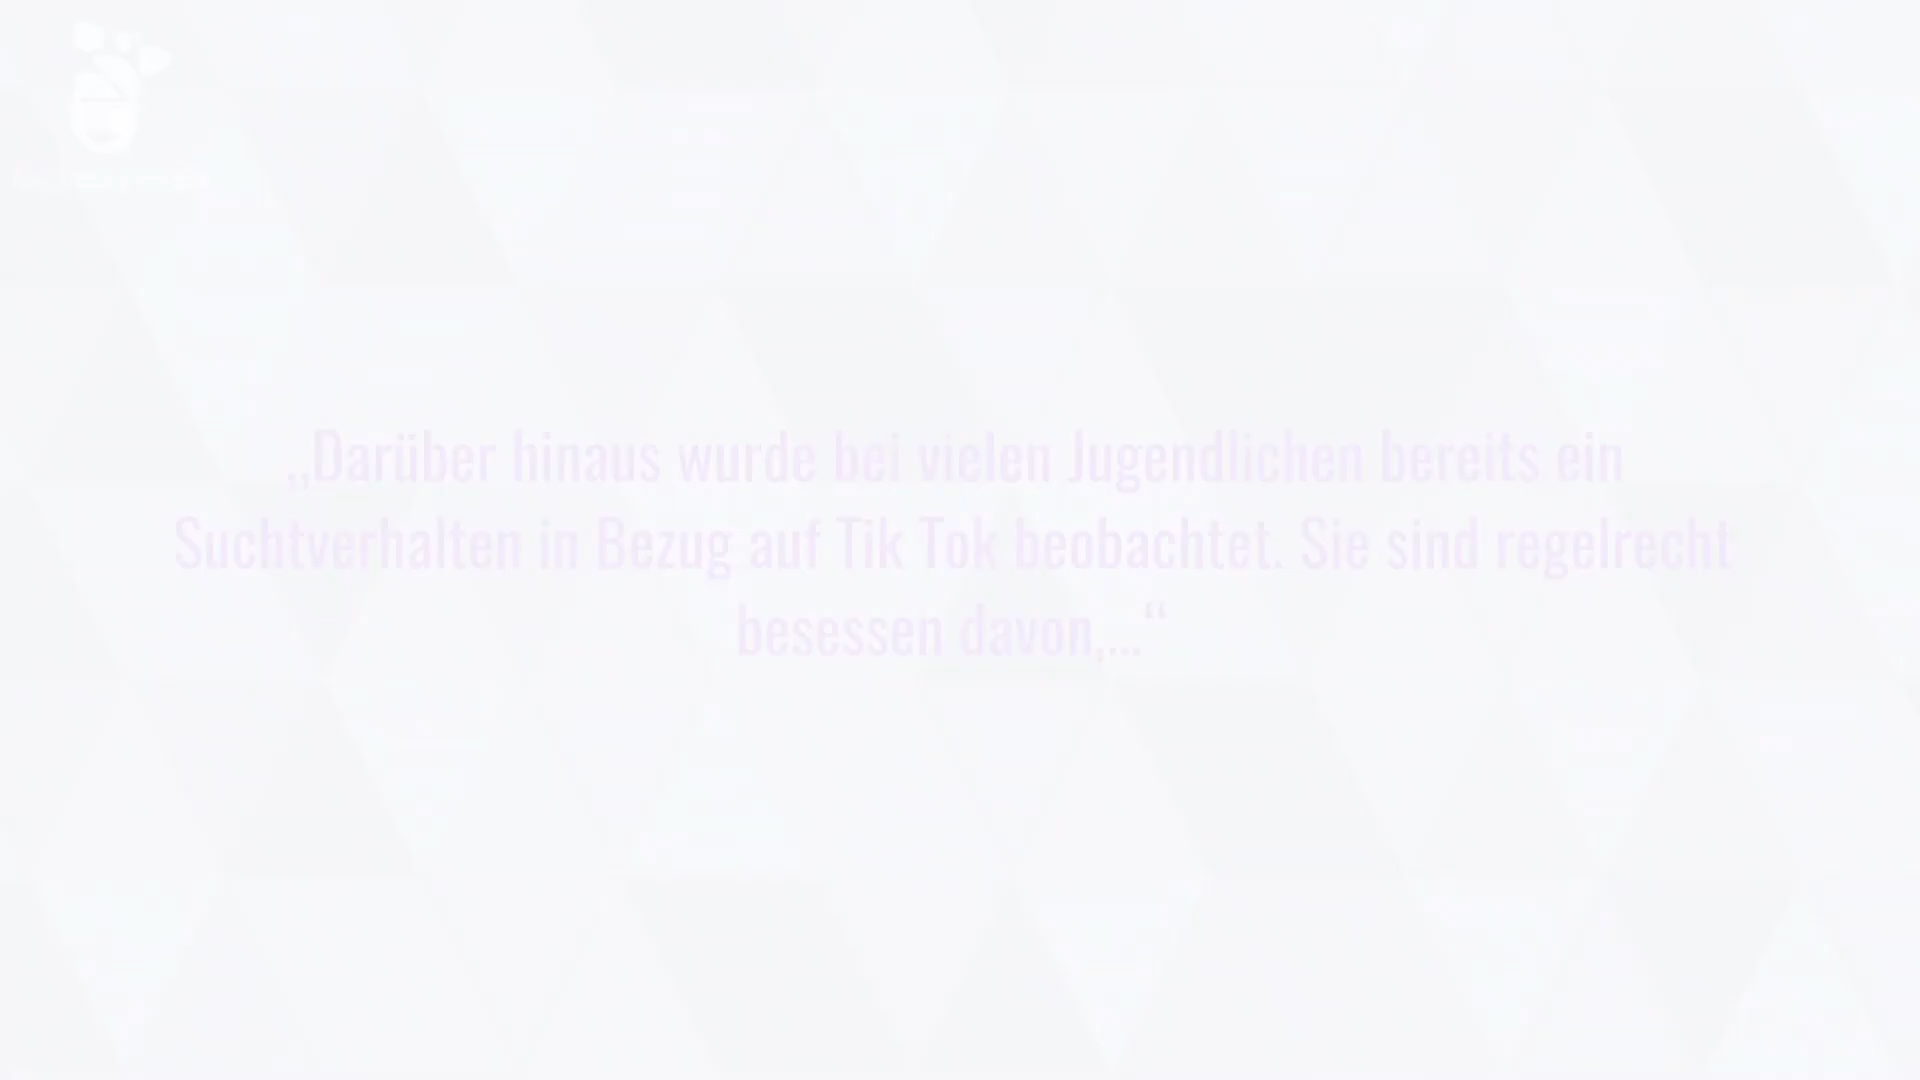 „Darüber hinaus wurde bei vielen Jugendlichen bereits ein
Suchtverhalten in Bezug auf Tik Tok beobachtet. Sie sind regelrecht
besessen davon,...“